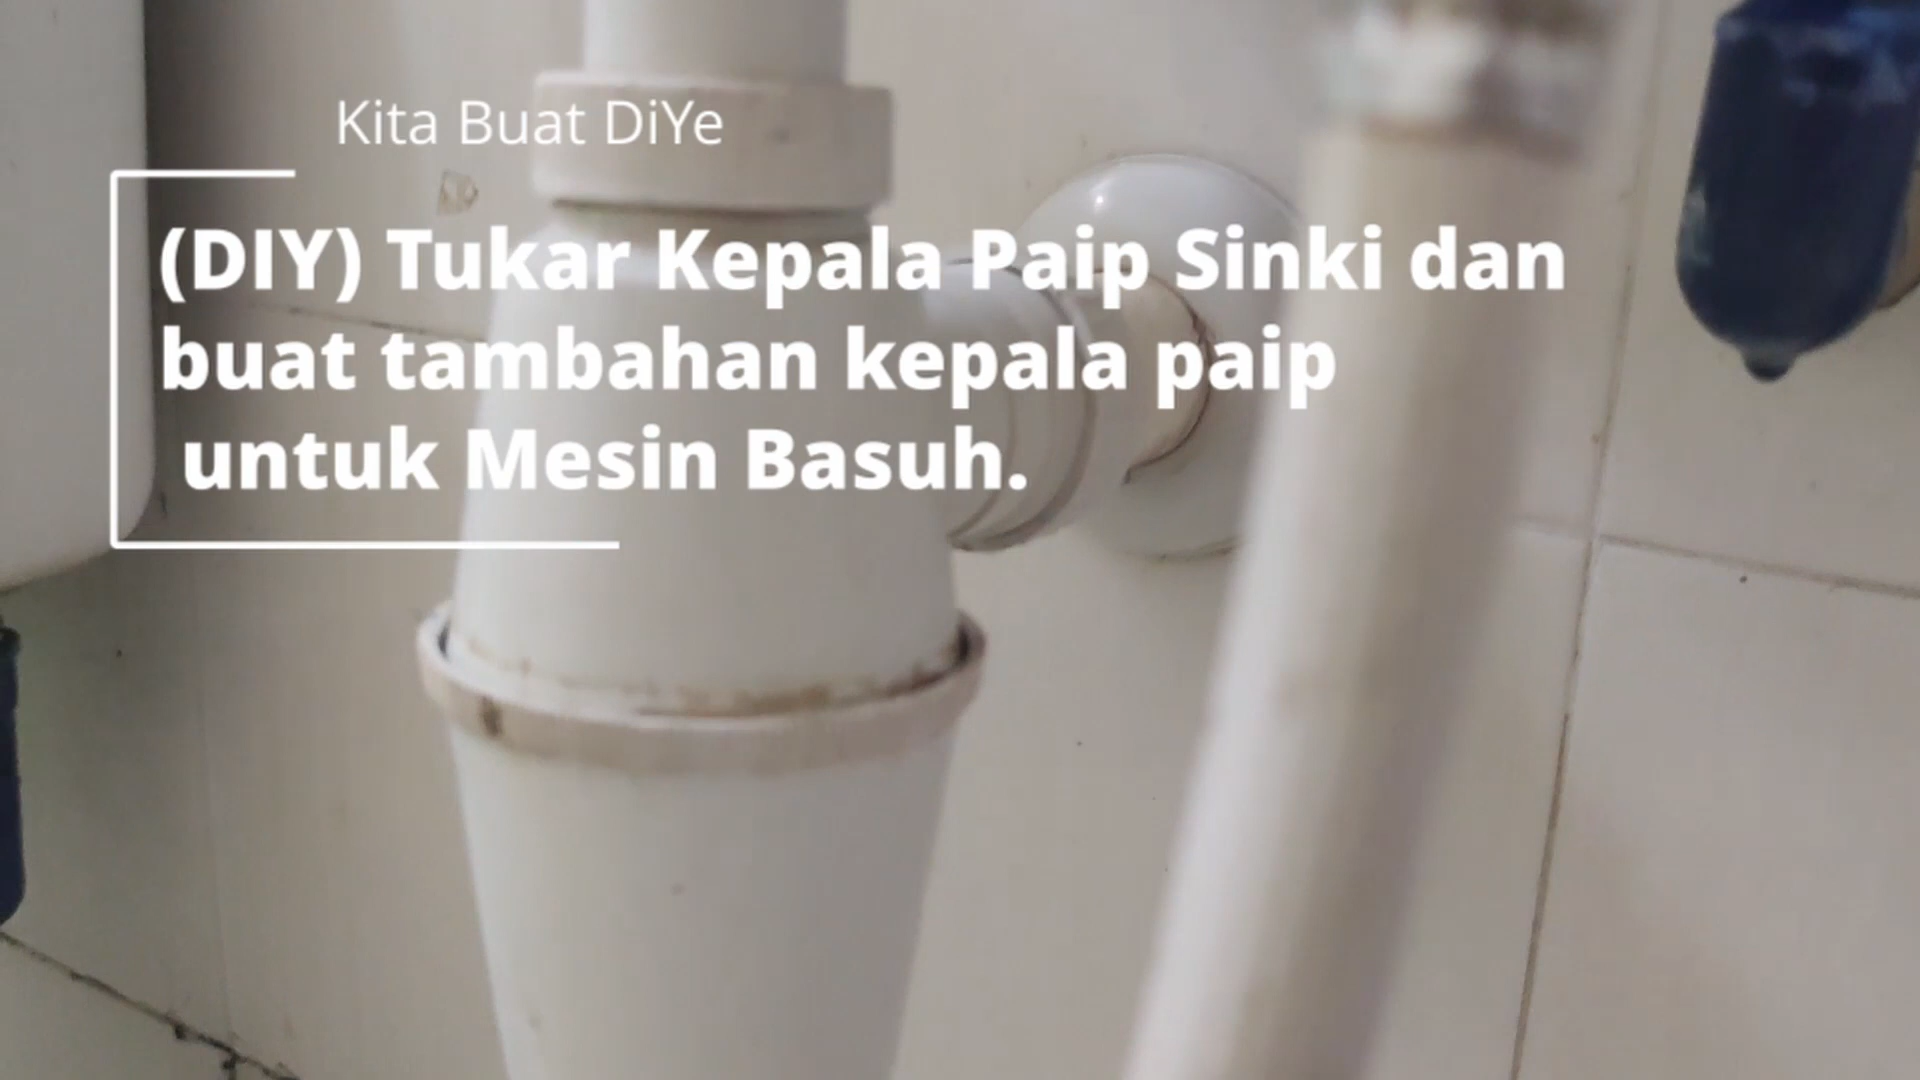 Kita Buat DiYe
(DIY) Tukar Kepala Paip Sinki dan
buat tambahan kepala paip
untuk Mesin Basuh.